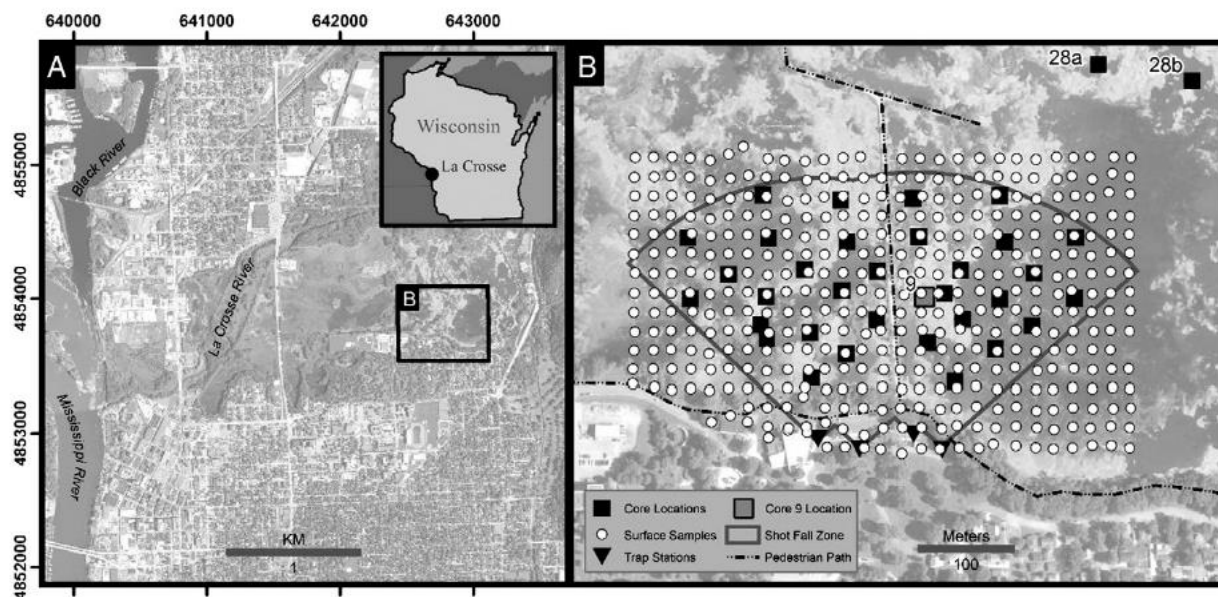 640000 641000 642000 643000
A
Wisconsin
La Crosse
Black River
La Crosse River
Mississippi River
B
4855000
4854000
4853000
4852000
KM
1
B
28a
28b
9
Core Locations
Core 9 Location
Surface Samples
Shot Fall Zone
Trap Stations
Pedestrian Path
Meters
100